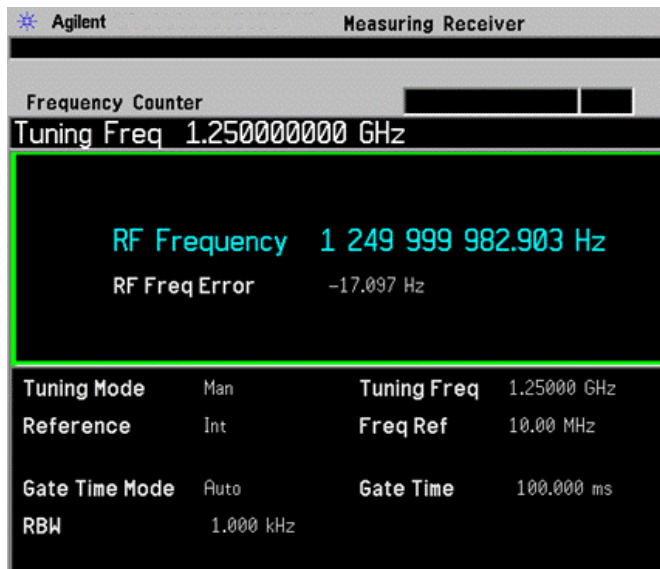 Agilent Measuring Receiver
Frequency Counter
Tuning Freq 1.250000000 GHz
RF Frequency 1 249 999 982.903 Hz
RF Freq Error -17.097 Hz
Tuning Mode Man Tuning Freq 1.25000 GHz
Reference Int Freq Ref 10.00 MHz
Gate Time Mode Auto Gate Time 100.000 ms
RBW 1.000 kHz